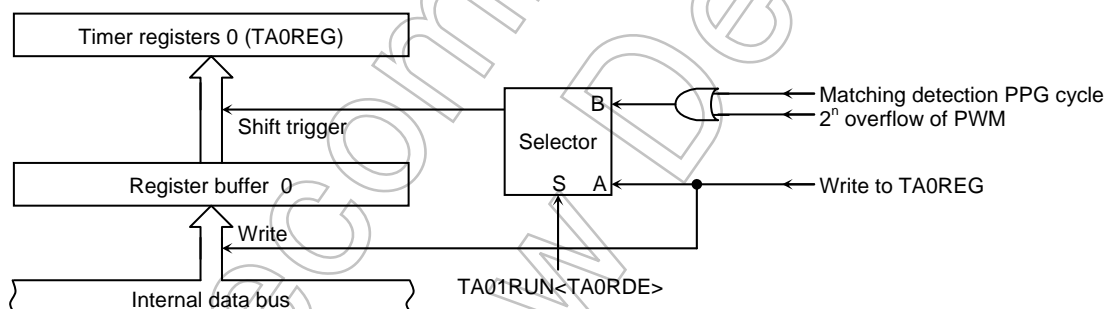 Timer registers 0 (TA0REG)
B
Matching detection PPG cycle
2ⁿ overflow of PWM
Shift trigger
Selector
Register buffer 0
S A
Write to TA0REG
Write
TA01RUN<TA0RDE>
Internal data bus